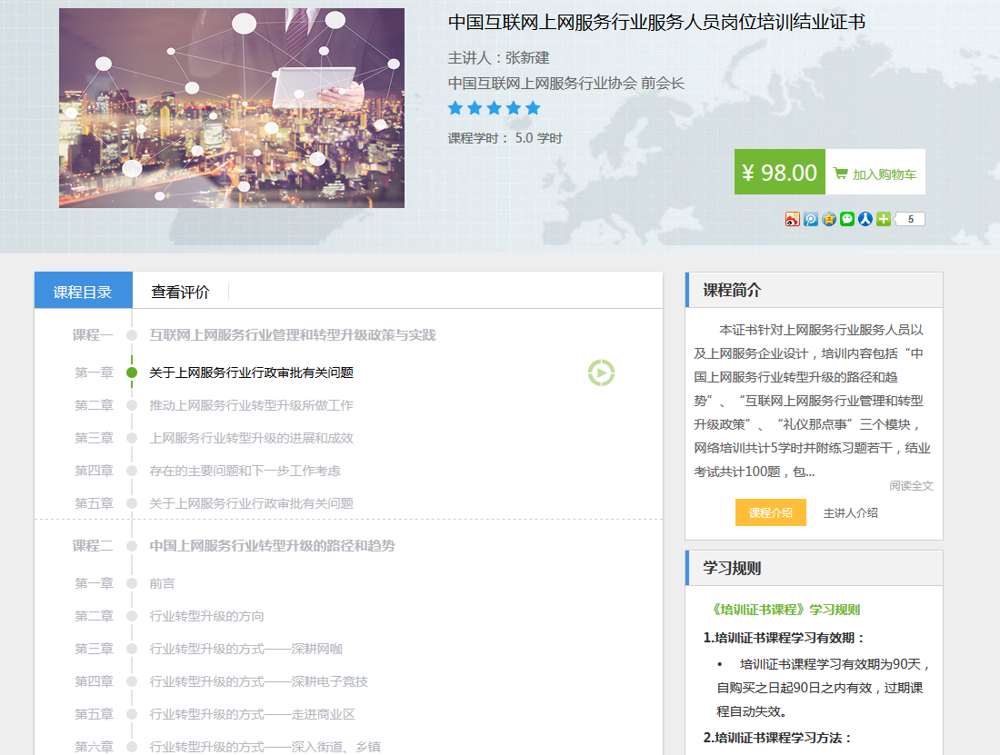 中国互联网上网服务行业服务人员岗位培训结业证书
主讲人：张新建
中国互联网上网服务行业协会 前会长
课程学时： 5.0 学时
¥ 98.00
加入购物车
5
课程目录
查看评价
课程一
互联网上网服务行业管理和转型升级政策与实践
第一章
关于上网服务行业行政审批有关问题
第二章
推动上网服务行业转型升级所做工作
第三章
上网服务行业转型升级的进展和成效
第四章
存在的主要问题和下一步工作考虑
第五章
关于上网服务行业行政审批有关问题
课程二
中国上网服务行业转型升级的路径和趋势
第一章
前言
第二章
行业转型升级的方向
第三章
行业转型升级的方式——深耕网咖
第四章
行业转型升级的方式——深耕电子竞技
第五章
行业转型升级的方式——走进商业区
第六章
行业转型升级的方式——深入街道、乡镇
课程简介
本证书针对上网服务行业服务人员以
及上网服务企业设计，培训内容包括“中
国上网服务行业转型升级的路径和趋
势”、“互联网上网服务行业管理和转型
升级政策”、“礼仪那点事”三个模块，
网络培训共计5学时并附练习题若干，结业
考试共计100题，包...
阅读全文
课程介绍
主讲人介绍
学习规则
《培训证书课程》学习规则
1.培训证书课程学习有效期：
• 培训证书课程学习有效期为90天，
自购买之日起90日之内有效，过期课
程自动失效。
2.培训证书课程学习方法：